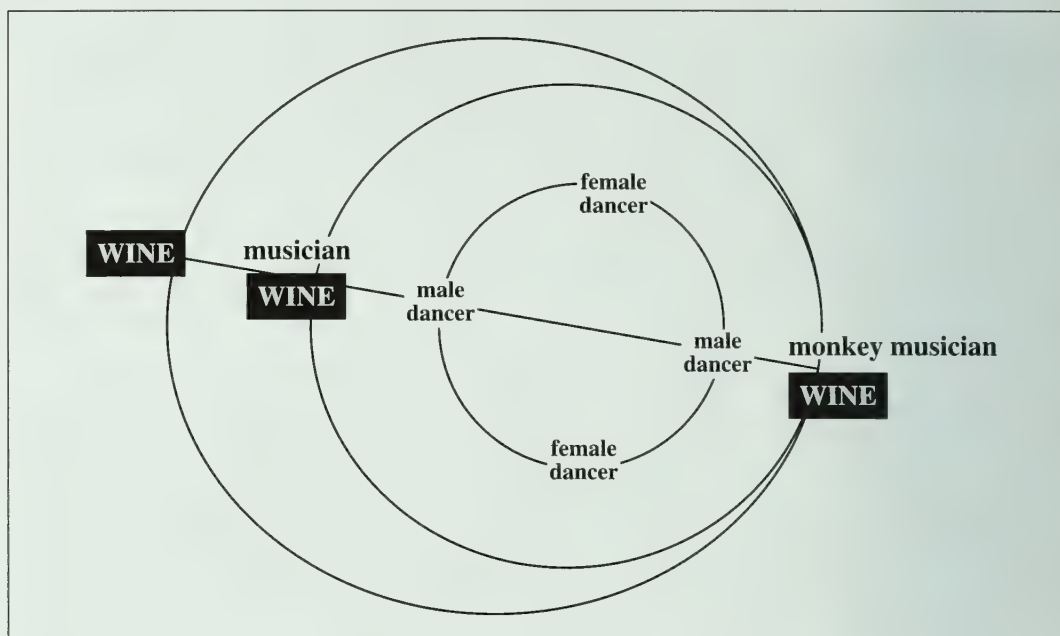 female
dancer
WINE
musician
WINE
male
dancer
male
dancer
monkey musician
WINE
female
dancer